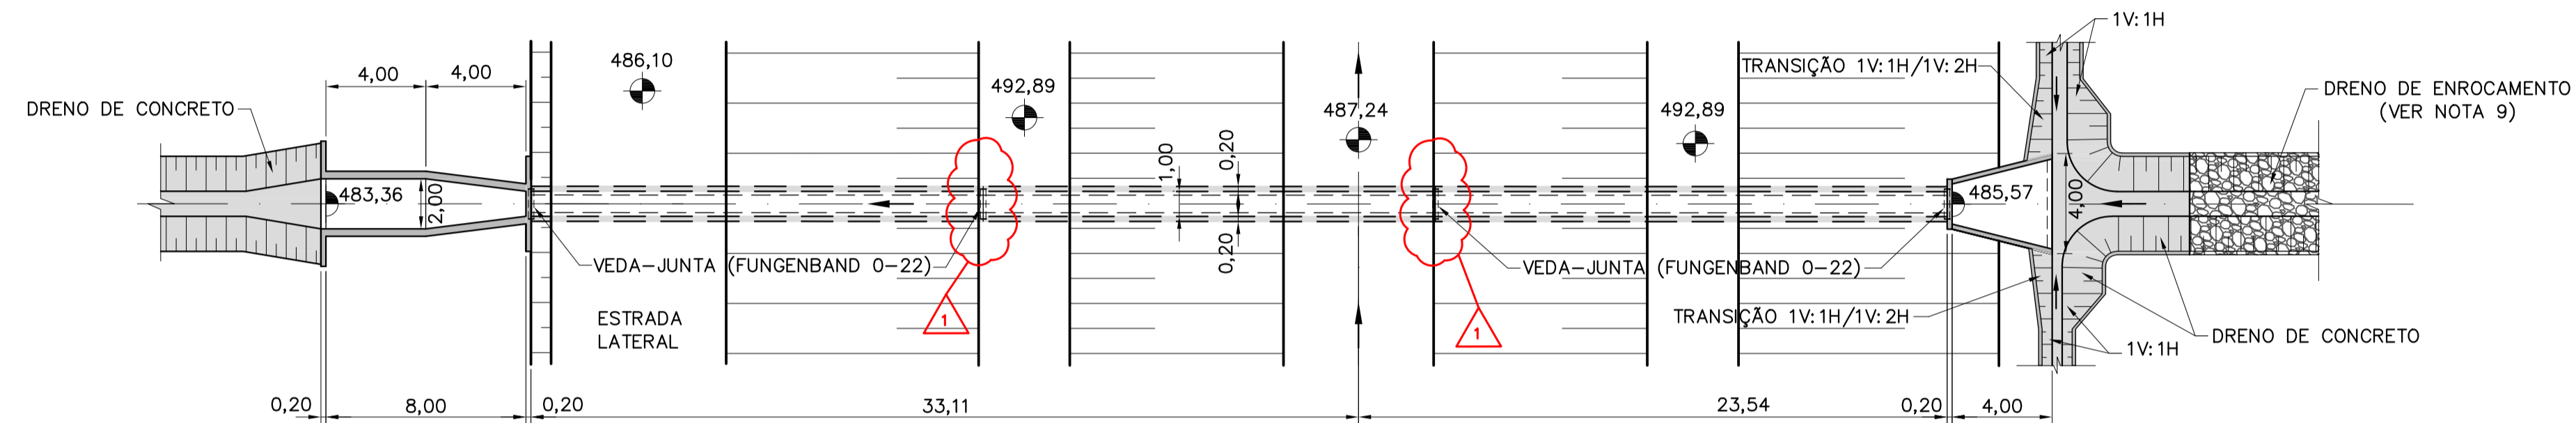 1V:1H
486,10
TRANSIÇÃO 1V:1H/1V:2H
4,00
4,00
492,89
DRENO DE ENROCAMENTO
(VER NOTA 9)
DRENO DE CONCRETO
487,24
492,89
1,00
0,20
483,36
2,00
485,57
4,00
0,20
VEDA-JUNTA (FUNGENBAND O-22)
VEDA-JUNTA (FUNGENBAND O-22)
ESTRADA
LATERAL
1
1
TRANSIÇÃO 1V:1H/1V:2H
DRENO DE CONCRETO
1V:1H
0,20
8,00
0,20
33,11
23,54
0,20
4,00